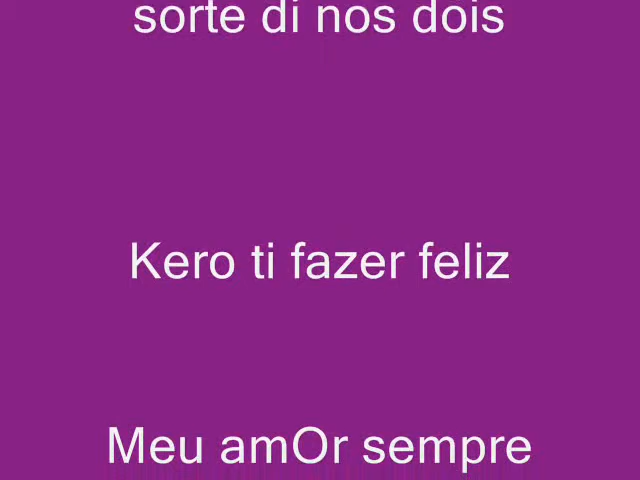 sorte di nos dois
Kero ti fazer feliz
Meu amOr sempre